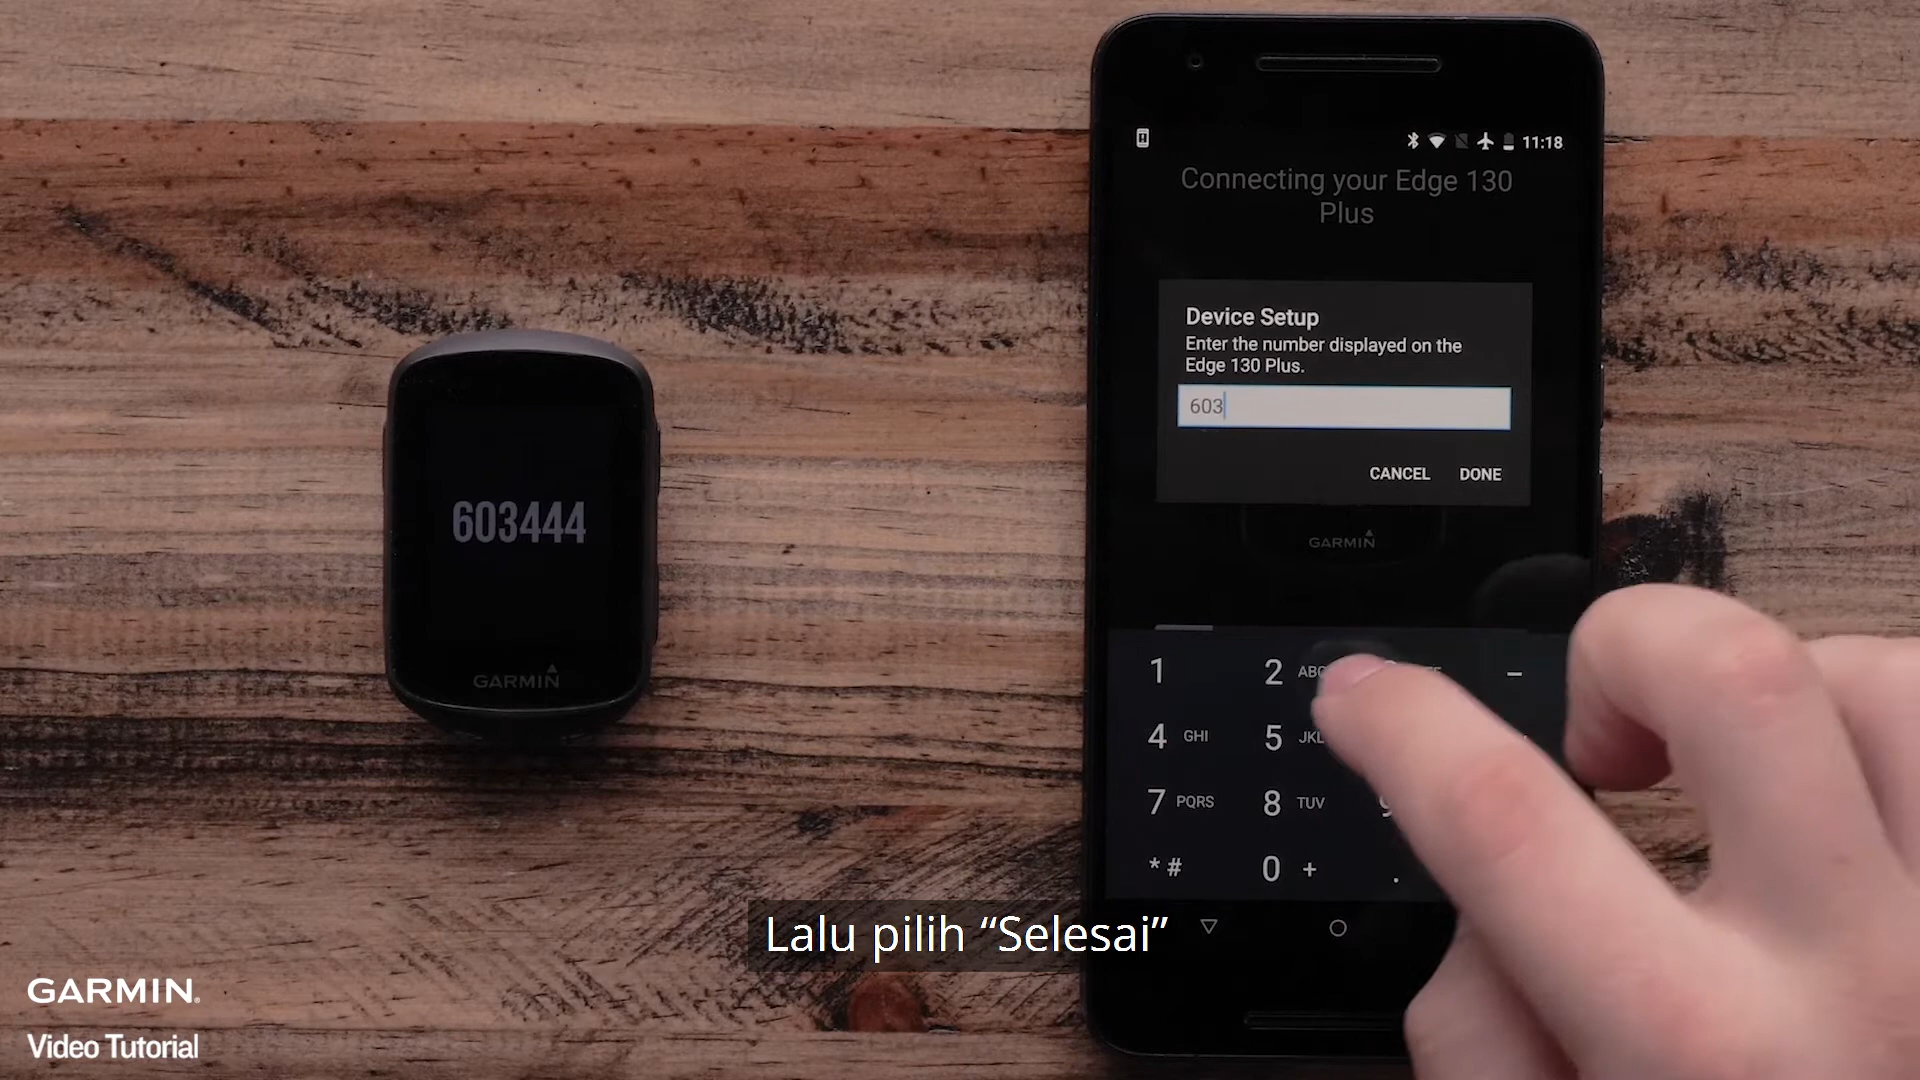 603444
GARMIN
11:18
Connecting your Edge 130
Plus
Device Setup
Enter the number displayed on the
Edge 130 Plus.
603
CANCEL DONE
GARMIN
1 2 ABC –
4 GHI 5 JKL
7 PQRS 8 TUV 9
*# 0 + .
Lalu pilih “Selesai”
GARMIN®
Video Tutorial